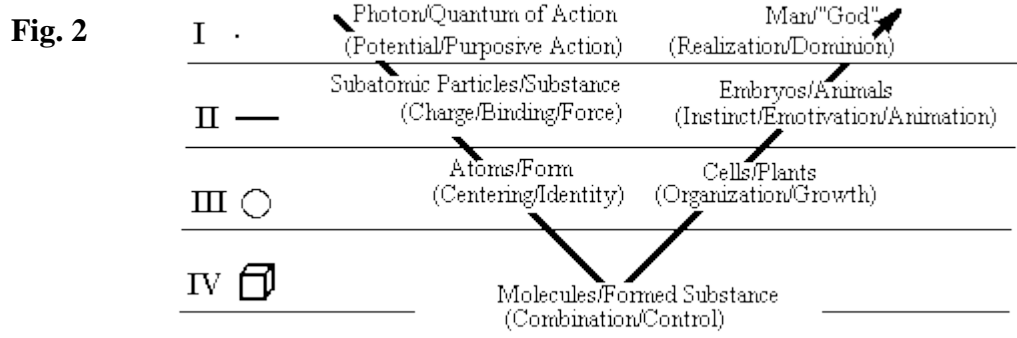 Fig. 2
I
Photon/Quantum of Action
(Potential/Purposive Action)
Man/"God"
(Realization/Dominion)
II
Subatomic Particles/Substance
(Charge/Binding/Force)
Embryos/Animals
(Instinct/Emotivation/Animation)
III
Atoms/Form
(Centering/Identity)
Cells/Plants
(Organization/Growth)
IV
Molecules/Formed Substance
(Combination/Control)